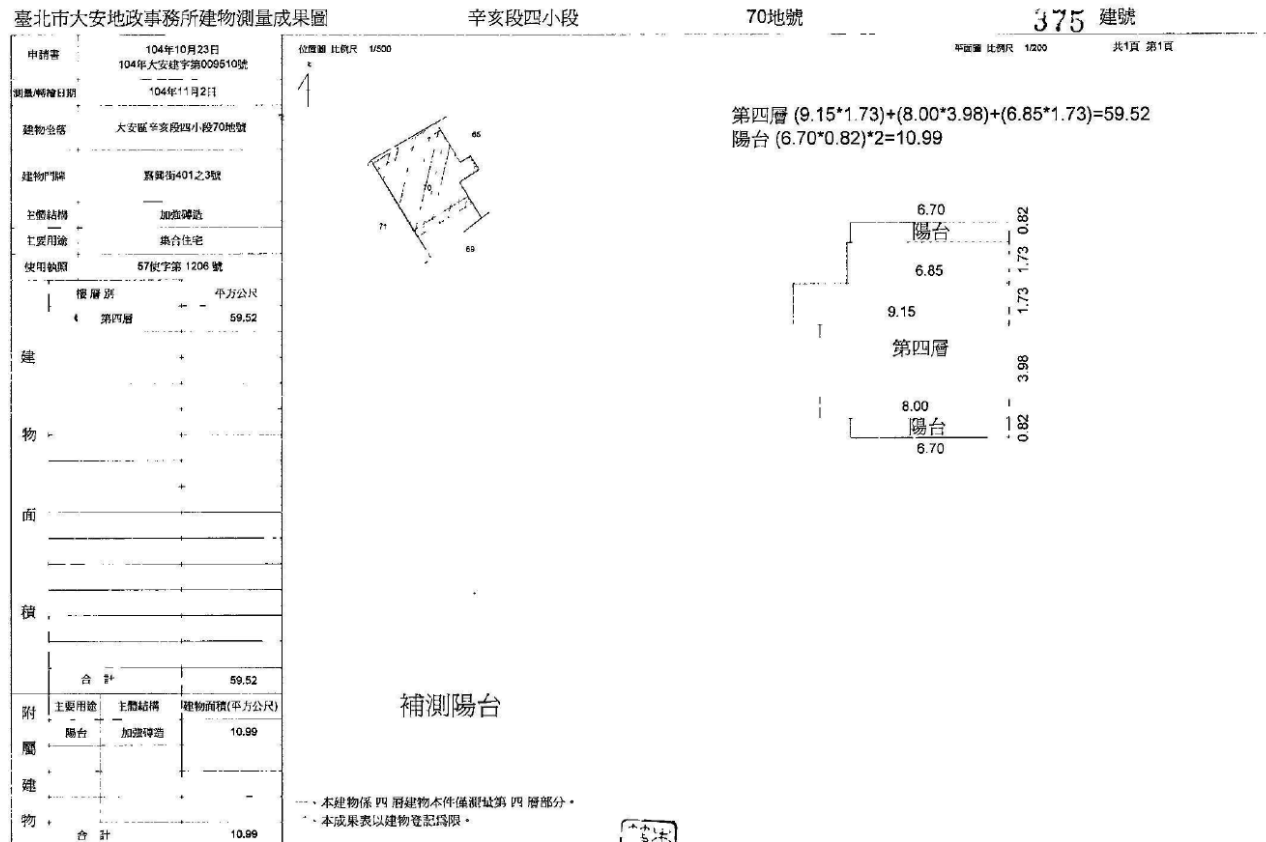 臺北市大安地政事務所建物測量成果圖 辛亥段四小段 70地號 375 建號
申請書 104年10月23日
104年大安建字第009510號
測量/轉繪日期 104年11月2日
建物坐落 大安區辛亥段四小段70地號
建物門牌 嘉興街401之3號
主體結構 加強磚造
主要用途 集合住宅
使用執照 57使字第 1206 號
樓層別 平方公尺
第四層 59.52
建物面積
合計 59.52
附屬建物
主要用途 主體結構 建物面積(平方公尺)
陽台 加強磚造 10.99
合計 10.99
位置圖 比例尺 1/500
65
70
71
69
平面圖 比例尺 1/200 共1頁 第1頁
第四層 (9.15*1.73)+(8.00*3.98)+(6.85*1.73)=59.52
陽台 (6.70*0.82)*2=10.99
6.70
陽台
0.82
6.85
1.73
9.15
1.73
第四層
3.98
8.00
陽台
0.82
6.70
補測陽台
一、本建物係 四 層建物本件僅測量第 四 層部分。
、本成果表以建物登記為限。